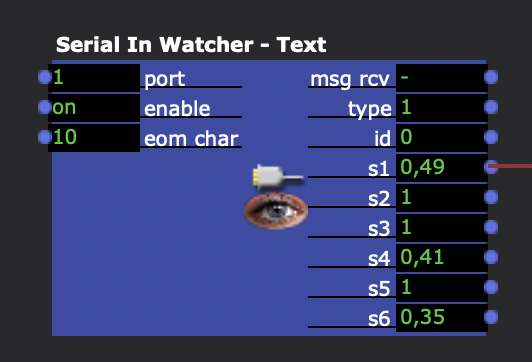 Serial In Watcher - Text
1 port msg rcv -
on enable type 1
10 eom char id 0
s1 0,49
s2 1
s3 1
s4 0,41
s5 1
s6 0,35